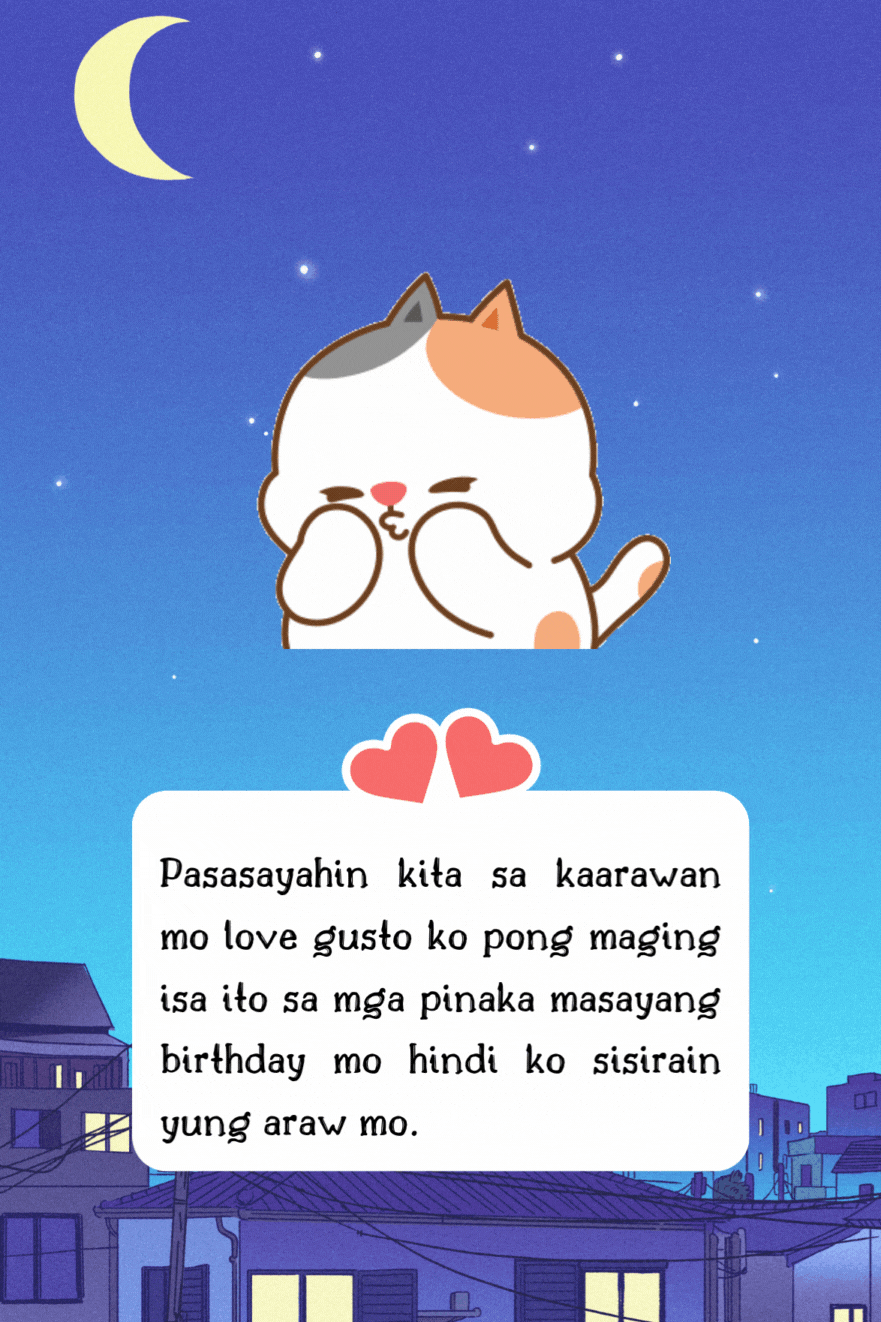 Pasasayahin kita sa kaarawan
mo love gusto ko pong maging
isa ito sa mga pinaka masayang
birthday mo hindi ko sisirain
yung araw mo.